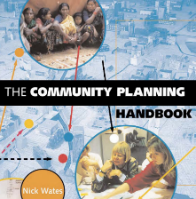 THE COMMUNITY PLANNING
HANDBOOK
Nick Wates